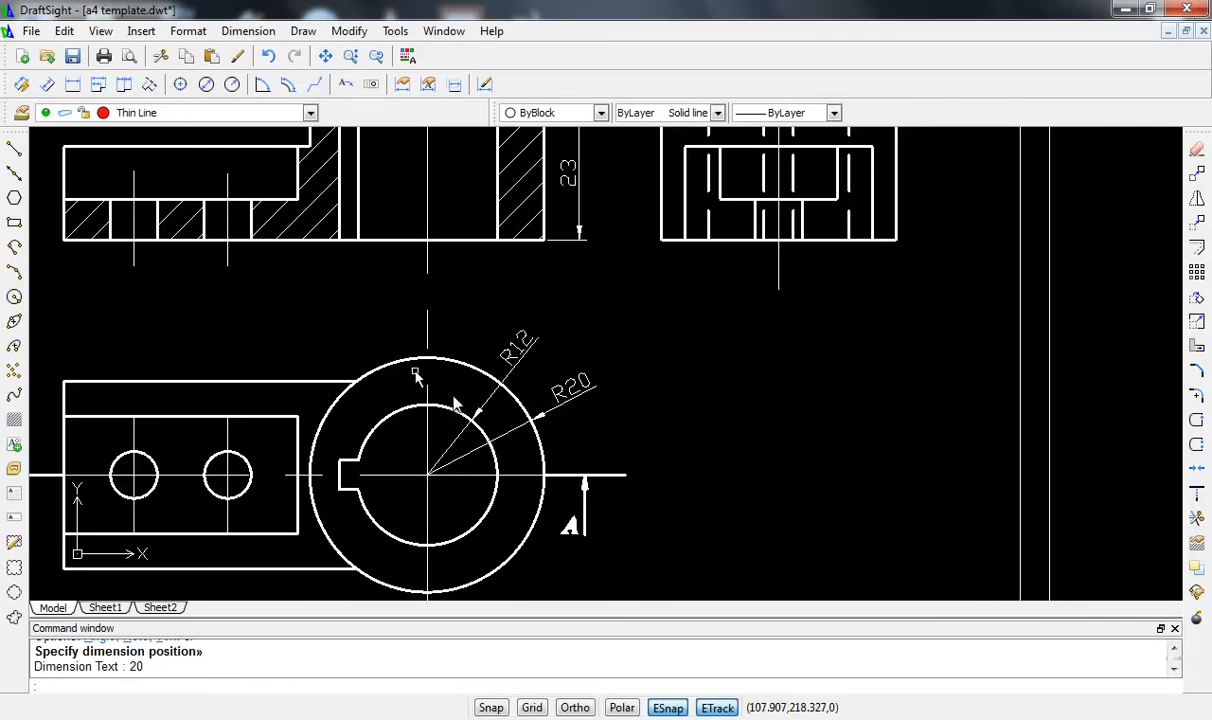 DraftSight - [a4 template.dwt*]
File Edit View Insert Format Dimension Draw Modify Tools Window Help
Thin Line ByBlock ByLayer Solid line ByLayer
23
R12
R20
A
Y
X
Model Sheet1 Sheet2
Command window
Specify dimension position»
Dimension Text : 20
:
Snap Grid Ortho Polar ESnap ETrack (107.907,218.327,0)